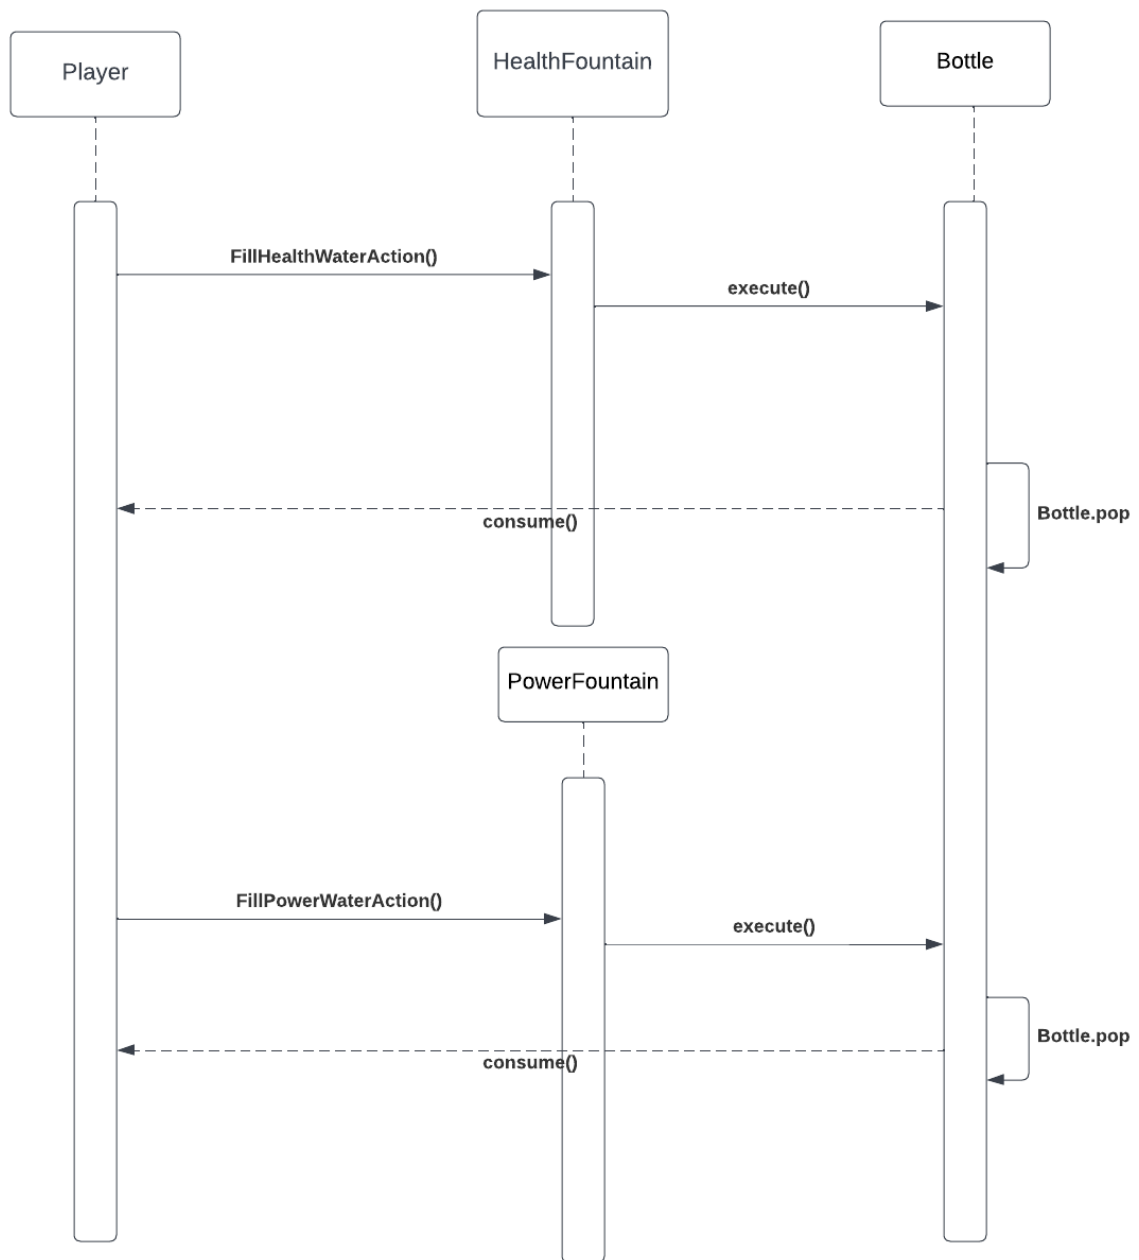 Player
HealthFountain
Bottle
FillHealthWaterAction()
execute()
Bottle.pop
consume()
PowerFountain
FillPowerWaterAction()
execute()
Bottle.pop
consume()